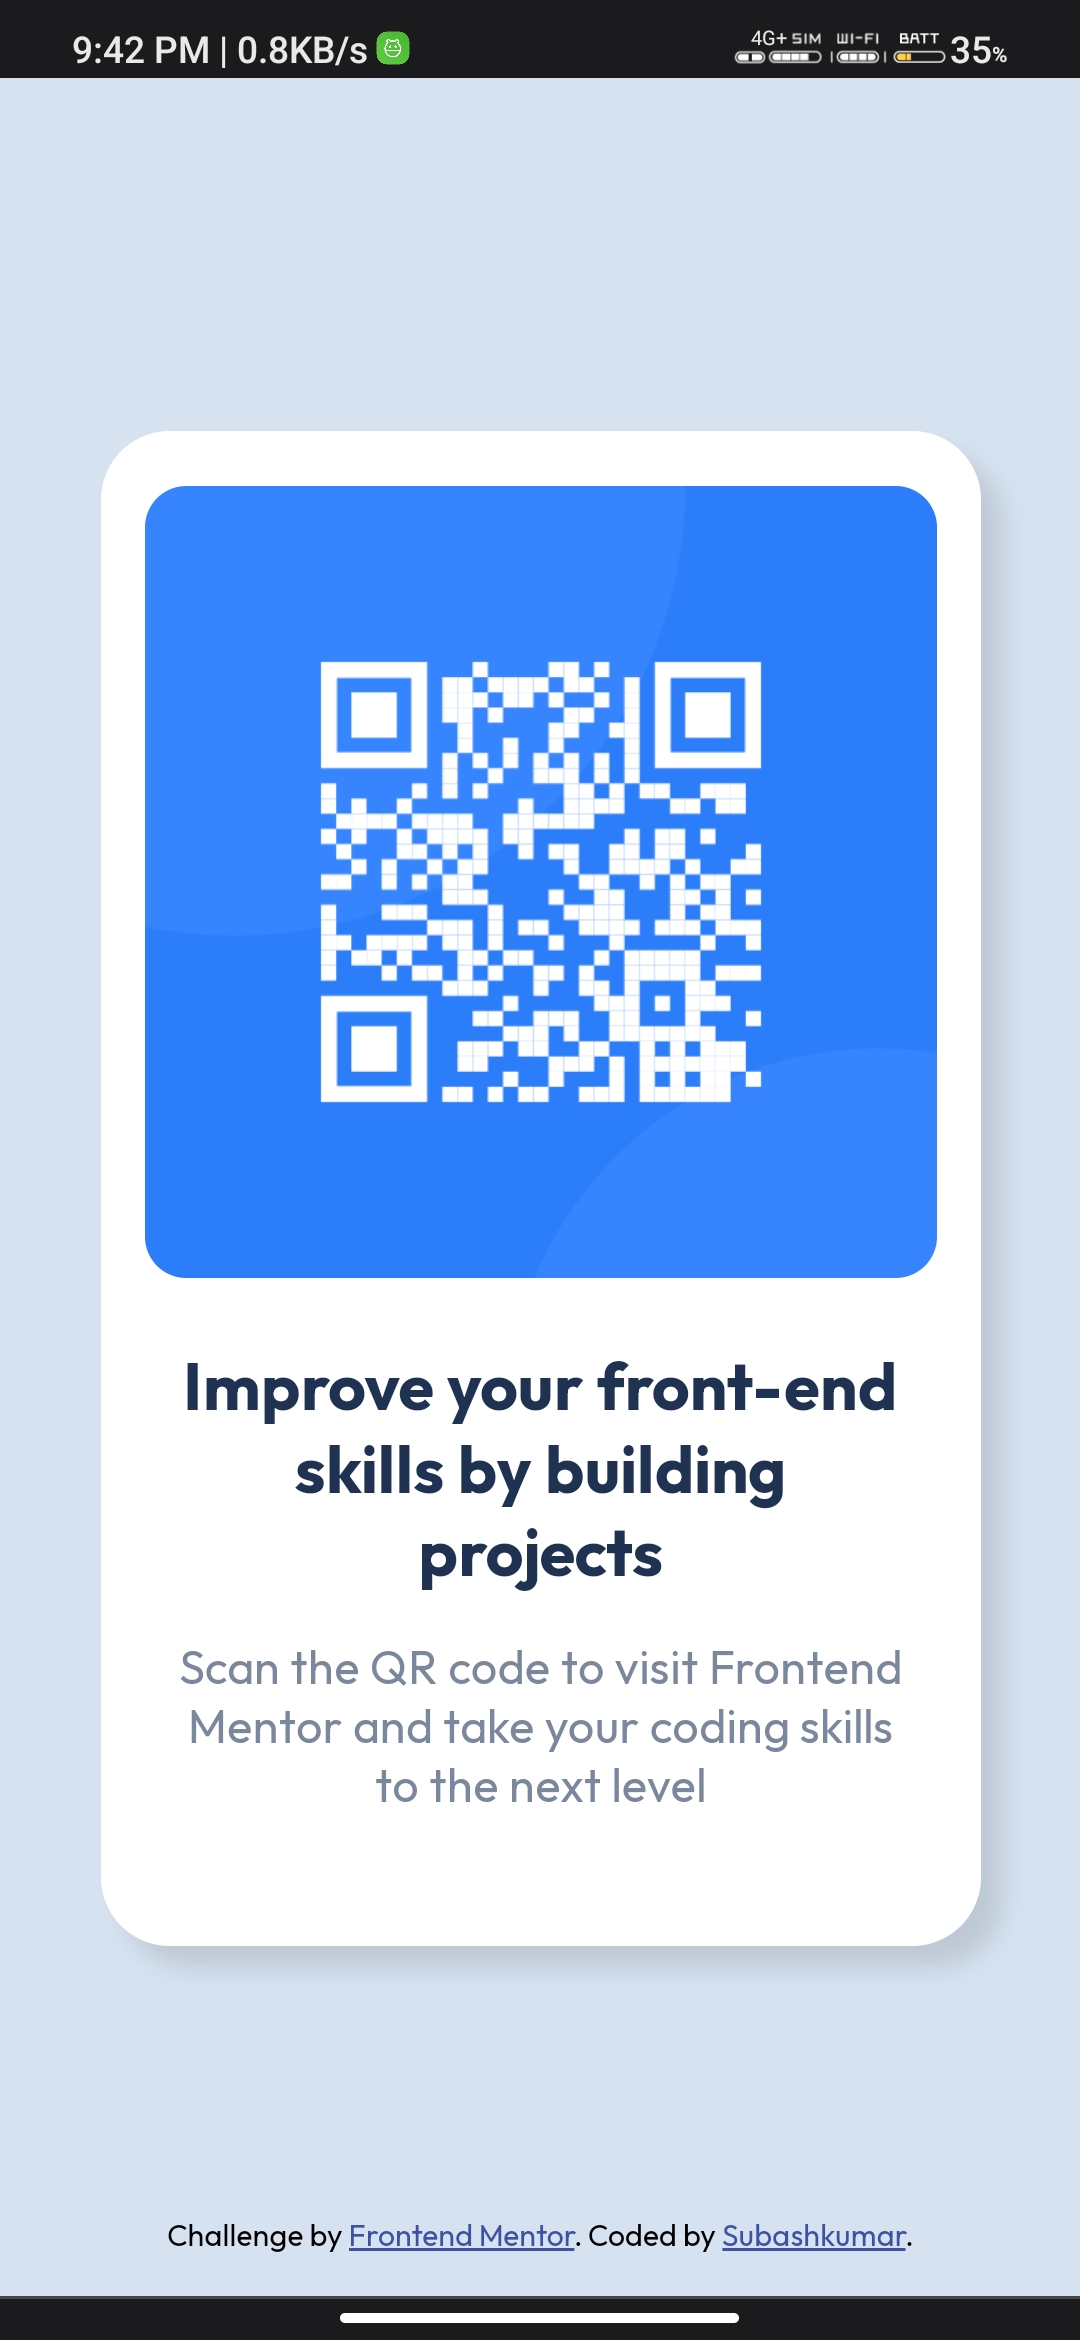 9:42 PM | 0.8KB/s
4G+ SIM WI-FI BATT 35%
Improve your front-end
skills by building
projects
Scan the QR code to visit Frontend
Mentor and take your coding skills
to the next level
Challenge by Frontend Mentor. Coded by Subashkumar.